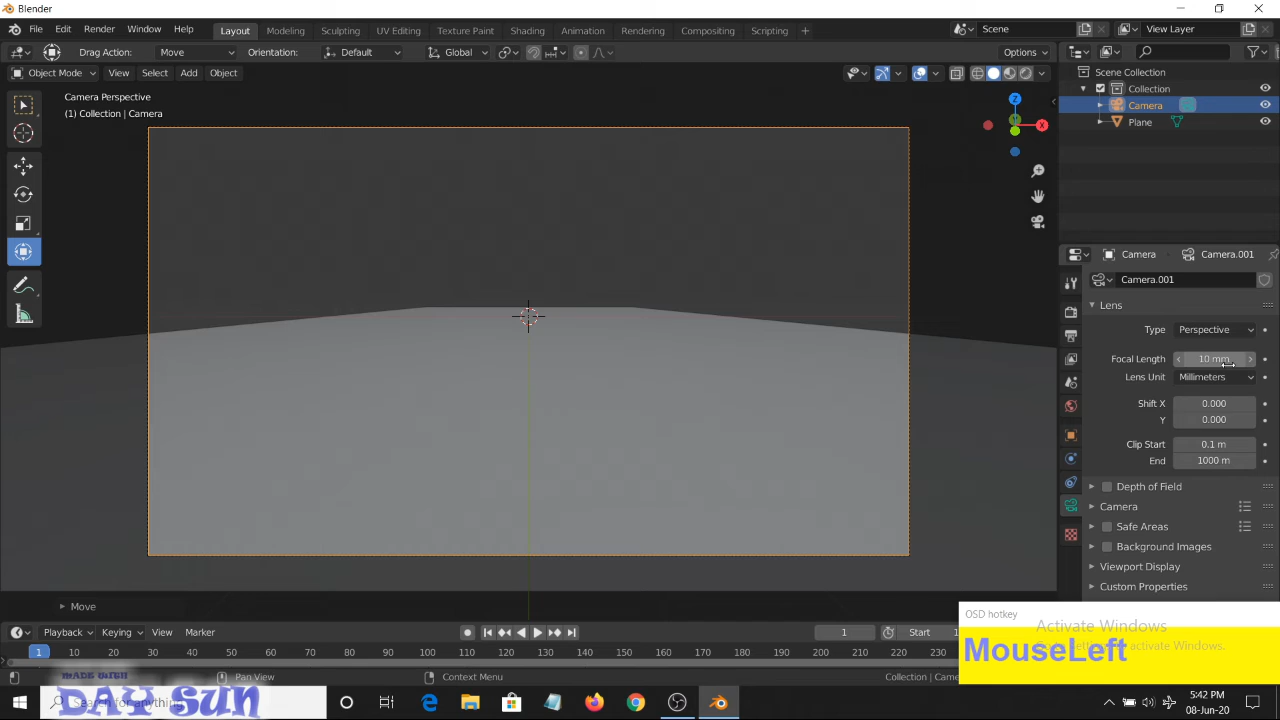 Blender
File Edit Render Window Help Layout Modeling Sculpting UV Editing Texture Paint Shading Animation Rendering Compositing Scripting + Scene View Layer
Drag Action: Move Orientation: Default Global Options
Object Mode View Select Add Object
Camera Perspective
(1) Collection | Camera
Z
X
Scene Collection
Collection
Camera
Plane
Camera Camera.001
Camera.001
Lens
Type Perspective
Focal Length 10 mm
Lens Unit Millimeters
Shift X 0.000
Y 0.000
Clip Start 0.1 m
End 1000 m
Depth of Field
Camera
Safe Areas
Background Images
Viewport Display
Custom Properties
Move
OSD hotkey
Activate Windows
MouseLeft
activate Windows.
Playback Keying View Marker 1 Start
1 10 20 30 40 50 60 70 80 90 100 110 120 130 140 150 160 170 180 190 200 210 220 230
Pan View Context Menu Collection | Came
MADE WITH
DAY SUN
search for anything
5:42 PM
08-Jun-20